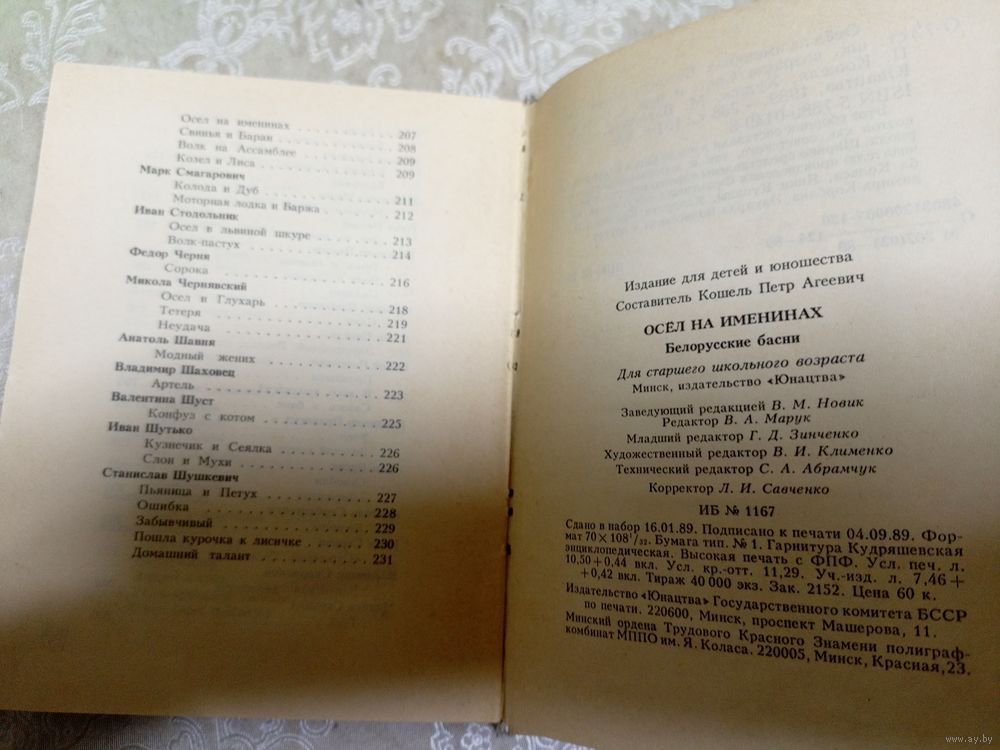 Осел на именинах . . . . . . . . . . 207
Свинья и Баран . . . . . . . . . . . 208
Волк на Ассамблее . . . . . . . . . 209
Козел и Лиса . . . . . . . . . . . . 209
Марк Смагарович
Колода и Дуб . . . . . . . . . . . . 211
Моторная лодка и Баржа . . . . . . 212
Иван Стодольник
Осел в львиной шкуре . . . . . . . 213
Волк-пастух . . . . . . . . . . . . 214
Федор Черня
Сорока . . . . . . . . . . . . . . 216
Микола Чернявский
Осел и Глухарь . . . . . . . . . . 218
Тетеря . . . . . . . . . . . . . . 219
Неудача . . . . . . . . . . . . . . 221
Анатоль Шавня
Модный жених . . . . . . . . . . . 222
Владимир Шаховец
Артель . . . . . . . . . . . . . . 223
Валентина Шуст
Конфуз с котом . . . . . . . . . . 225
Иван Шутько
Кузнечик и Сеялка . . . . . . . . . 226
Слон и Мухи . . . . . . . . . . . . 226
Станислав Шушкевич
Пьяница и Петух . . . . . . . . . . 227
Ошибка . . . . . . . . . . . . . . 228
Забывчивый . . . . . . . . . . . . 229
Пошла курочка к лисичке . . . . . . 230
Домашний талант . . . . . . . . . . 231
Издание для детей и юношества
Составитель Кошель Петр Агеевич
ОСЁЛ НА ИМЕНИНАХ
Белорусские басни
Для старшего школьного возраста
Минск, издательство «Юнацтва»
Заведующий редакцией В. М. Новик
Редактор В. А. Марук
Младший редактор Г. Д. Зинченко
Художественный редактор В. И. Клименко
Технический редактор С. А. Абрамчук
Корректор Л. И. Савченко
ИБ № 1167
Сдано в набор 16.01.89. Подписано к печати 04.09.89. Фор-
мат 70 × 108 1/32. Бумага тип. № 1. Гарнитура Кудряшевская
энциклопедическая. Высокая печать с ФПФ. Усл. печ. л.
10,50 + 0,44 вкл. Усл. кр.-отт. 11,29. Уч.-изд. л. 7,46 +
+ 0,42 вкл. Тираж 40 000 экз. Зак. 2152. Цена 60 к.
Издательство «Юнацтва» Государственного комитета БССР
по печати. 220600, Минск, проспект Машерова, 11.
Минский ордена Трудового Красного Знамени полиграф-
комбинат МППО им. Я. Коласа. 220005, Минск, Красная, 23.
www.ay.by